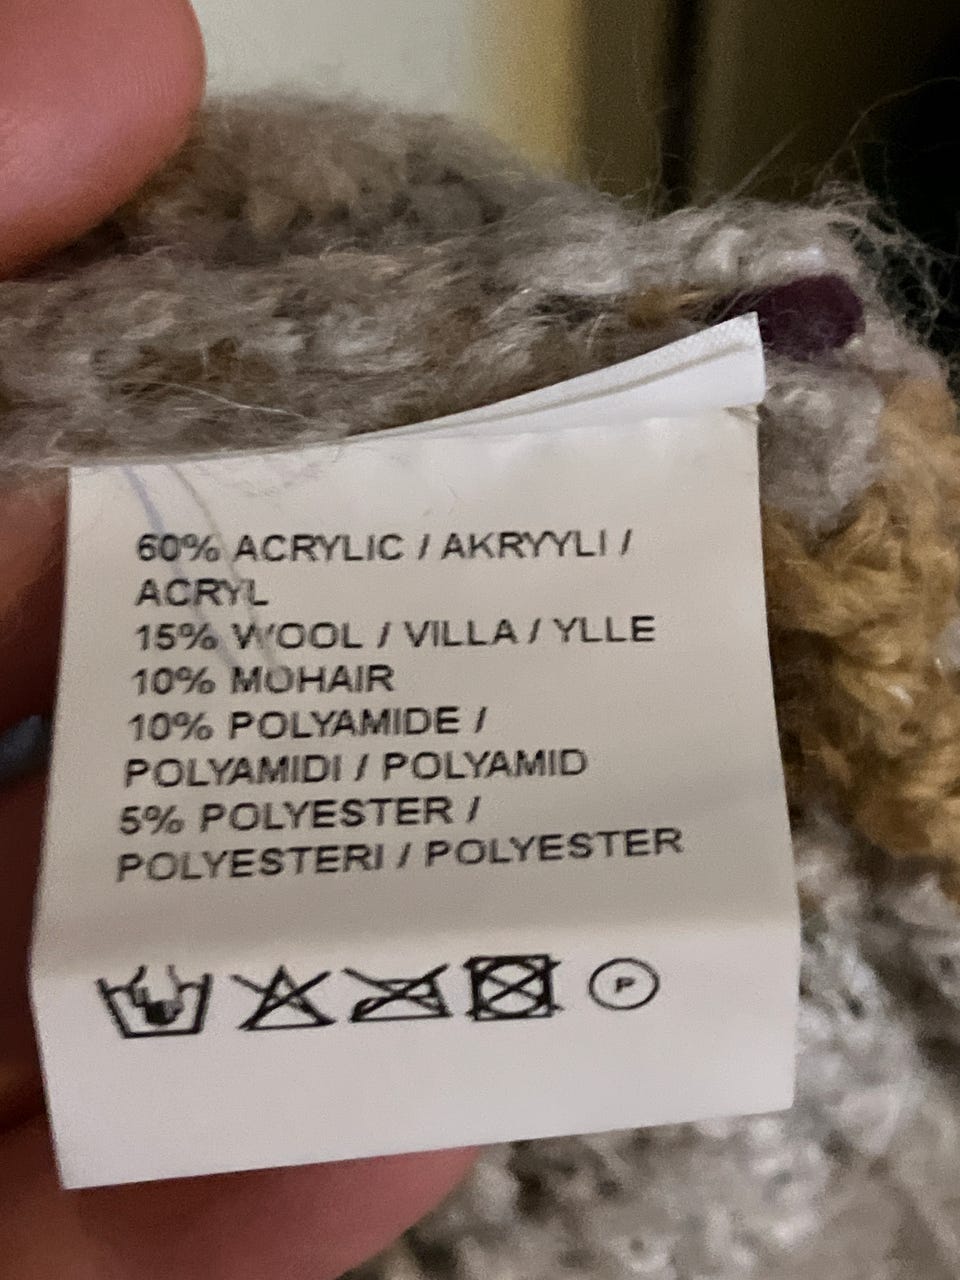 60% ACRYLIC / AKRYYLI /
ACRYL
15% WOOL / VILLA / YLLE
10% MOHAIR
10% POLYAMIDE /
POLYAMIDI / POLYAMID
5% POLYESTER /
POLYESTERI / POLYESTER
P